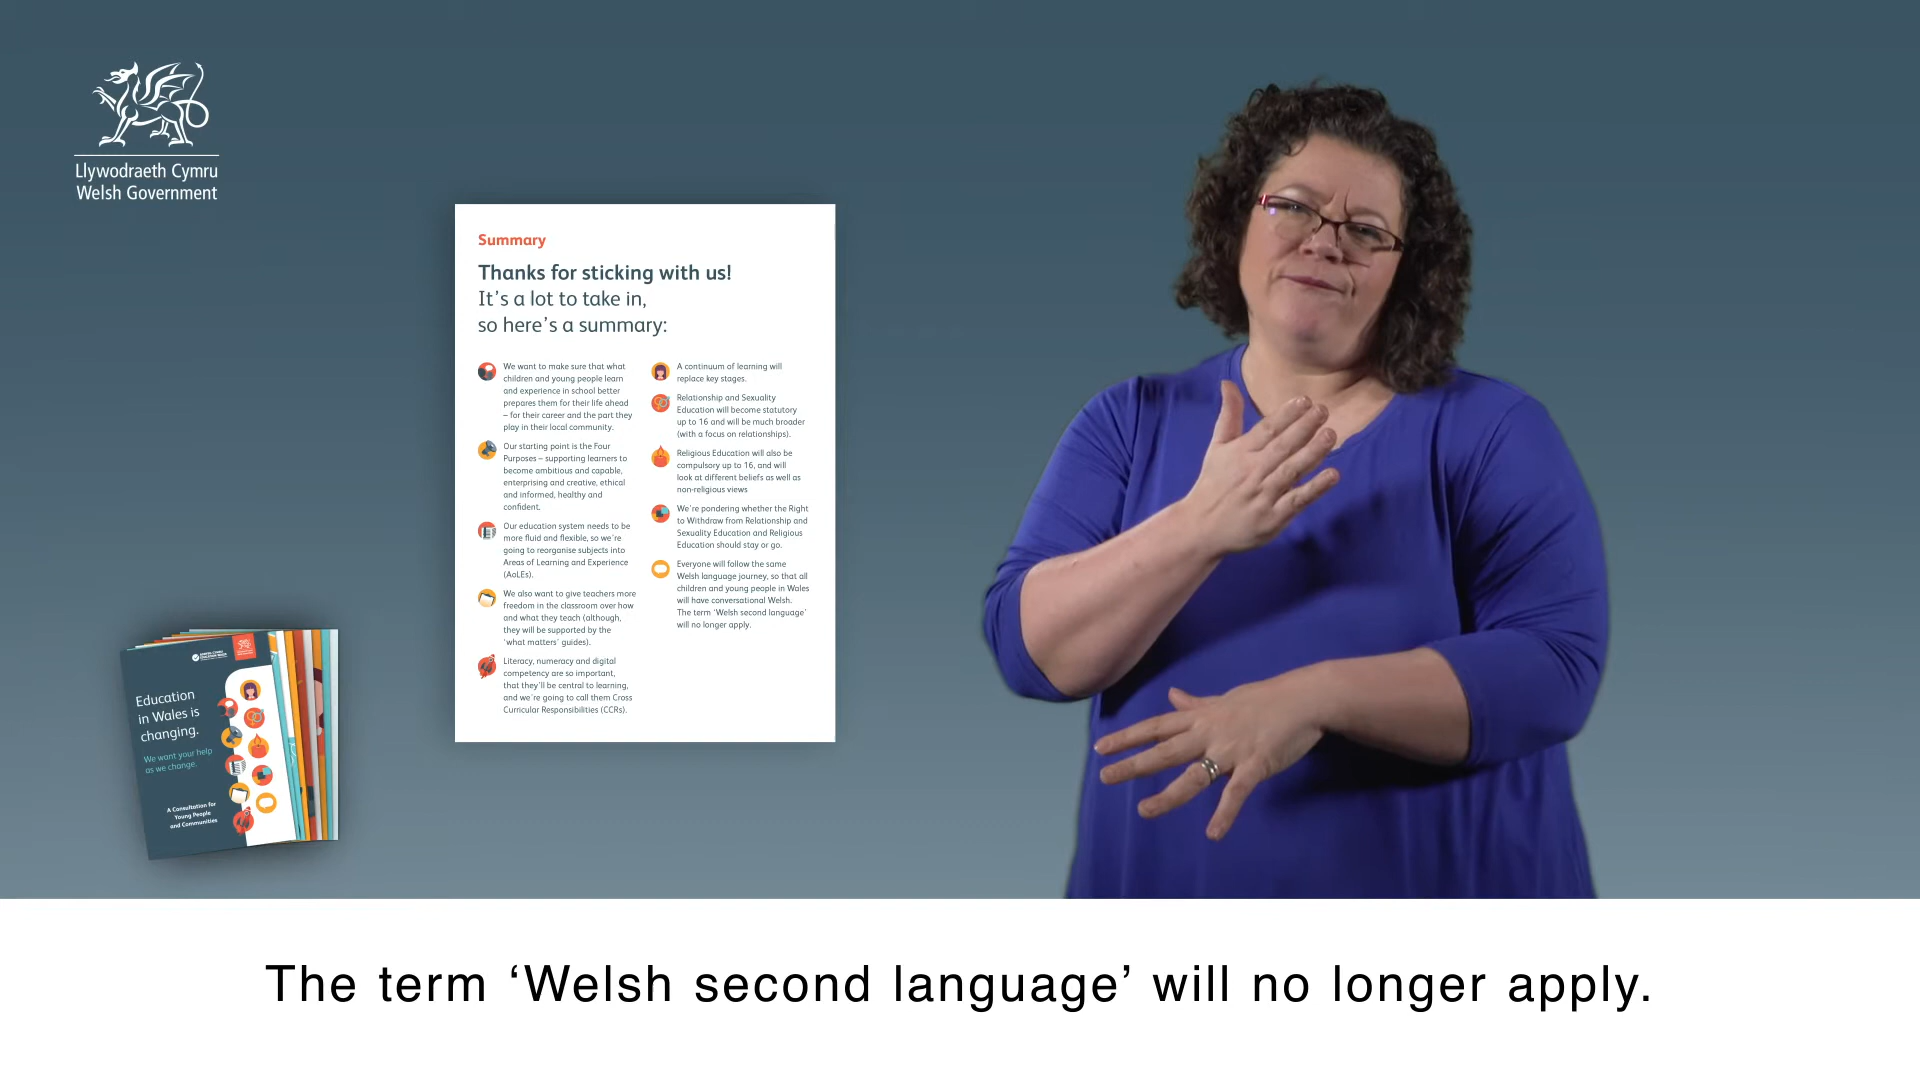 Llywodraeth Cymru
Welsh Government
Summary
Thanks for sticking with us!
It's a lot to take in,
so here's a summary:
We want to make sure that what
children and young people learn
and experience in school better
prepares them for their life ahead
– for their career and the part they
play in their local community.
Our starting point is the Four
Purposes – supporting learners to
become ambitious and capable,
enterprising and creative, ethical
and informed, healthy and
confident.
Our education system needs to be
more fluid and flexible, so we're
going to reorganise subjects into
Areas of Learning and Experience
(AoLEs).
We also want to give teachers more
freedom in the classroom over how
and what they teach (although,
they will be supported by the
'what matters' guides).
Literacy, numeracy and digital
competency are so important,
that they'll be central to learning,
and we're going to call them Cross
Curricular Responsibilities (CCRs).
A continuum of learning will
replace key stages.
Relationship and Sexuality
Education will become statutory
up to 16 and will be much broader
(with a focus on relationships).
Religious Education will also be
compulsory up to 16, and will
look at different beliefs as well as
non-religious views
We're pondering whether the Right
to Withdraw from Relationship and
Sexuality Education and Religious
Education should stay or go.
Everyone will follow the same
Welsh language journey, so that all
children and young people in Wales
will have conversational Welsh.
The term 'Welsh second language'
will no longer apply.
Education
in Wales is
changing.
We want your help
as we change.
A Consultation for
Young People
and Communities
The term ‘Welsh second language’ will no longer apply.